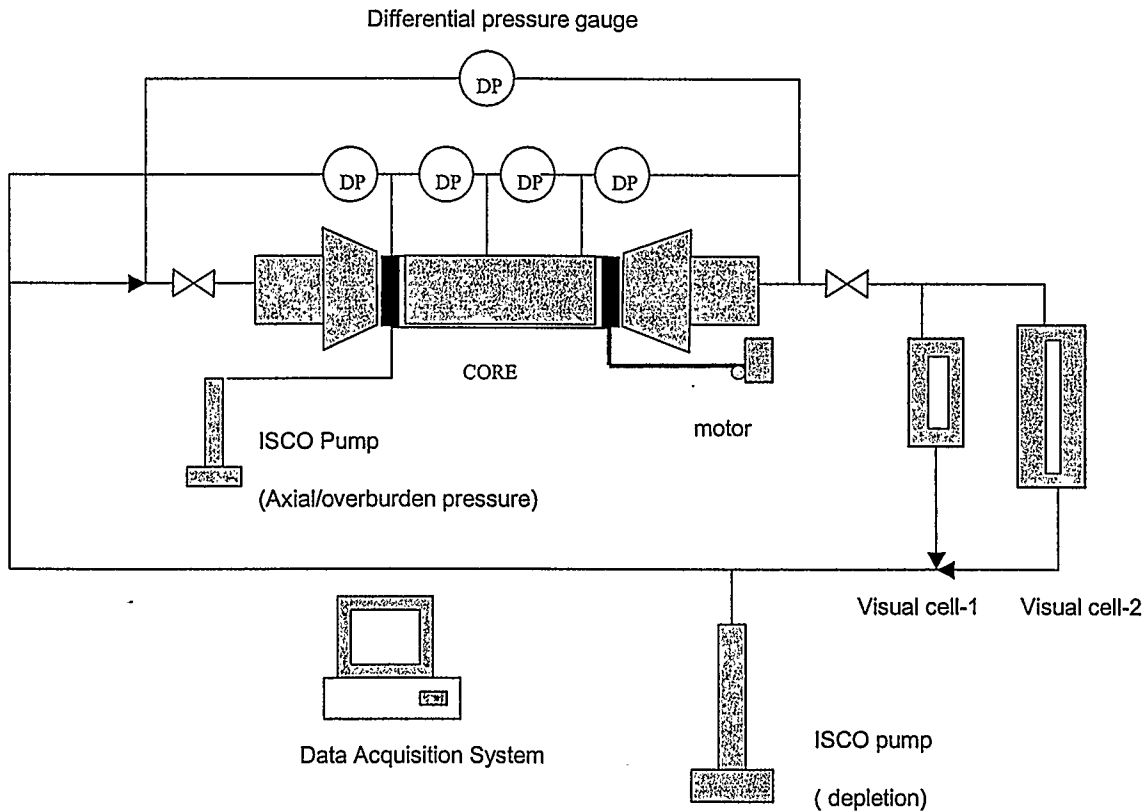 Differential pressure gauge
DP
DP
DP
DP
DP
CORE
ISCO Pump
(Axial/overburden pressure)
motor
Visual cell-1
Visual cell-2
Data Acquisition System
ISCO pump
( depletion)